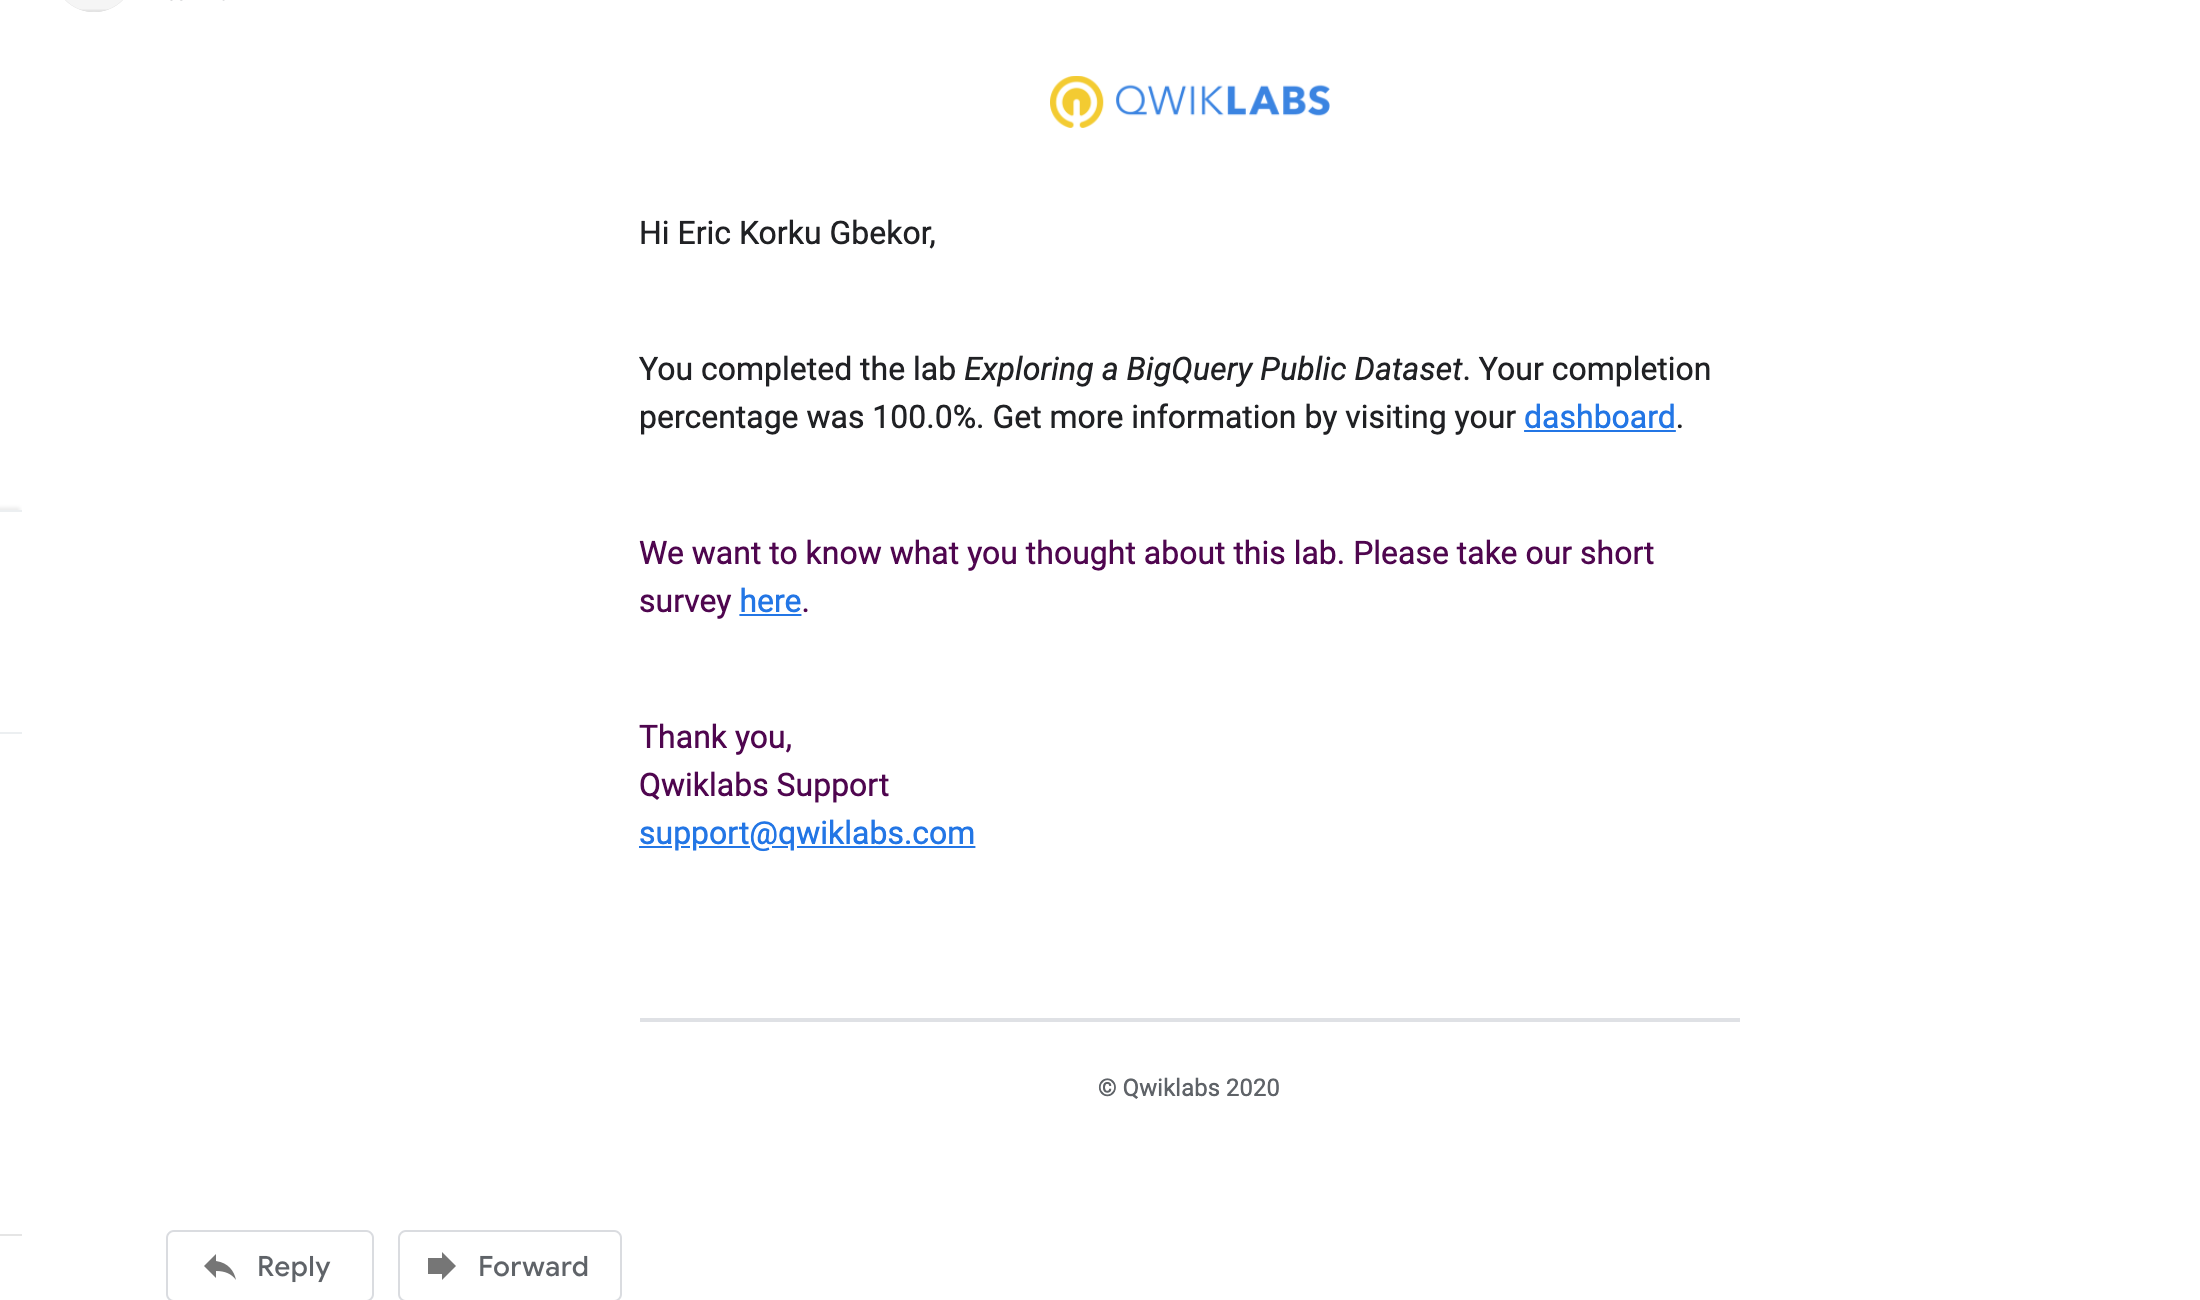 QWIKLABS
Hi Eric Korku Gbekor,
You completed the lab Exploring a BigQuery Public Dataset. Your completion
percentage was 100.0%. Get more information by visiting your dashboard.
We want to know what you thought about this lab. Please take our short
survey here.
Thank you,
Qwiklabs Support
support@qwiklabs.com
© Qwiklabs 2020
Reply
Forward